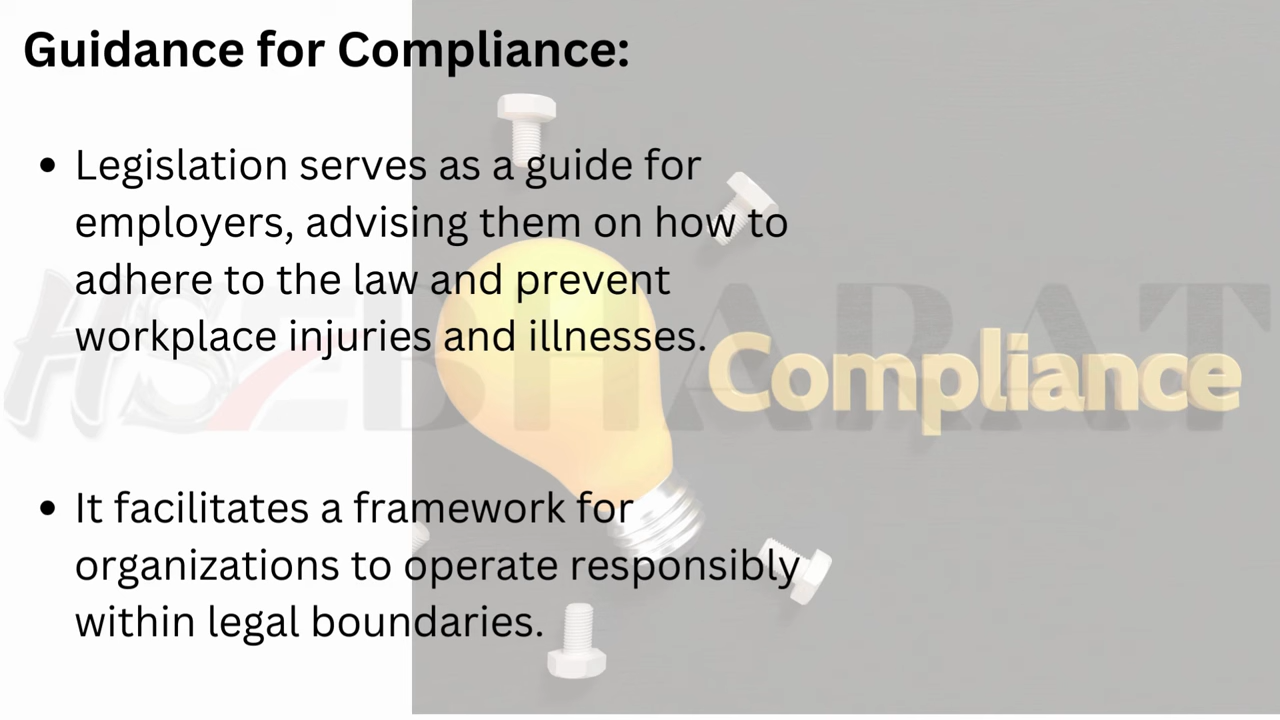 Guidance for Compliance:
• Legislation serves as a guide for
employers, advising them on how to
adhere to the law and prevent
workplace injuries and illnesses.
HSEBHARAT
Compliance
• It facilitates a framework for
organizations to operate responsibly
within legal boundaries.